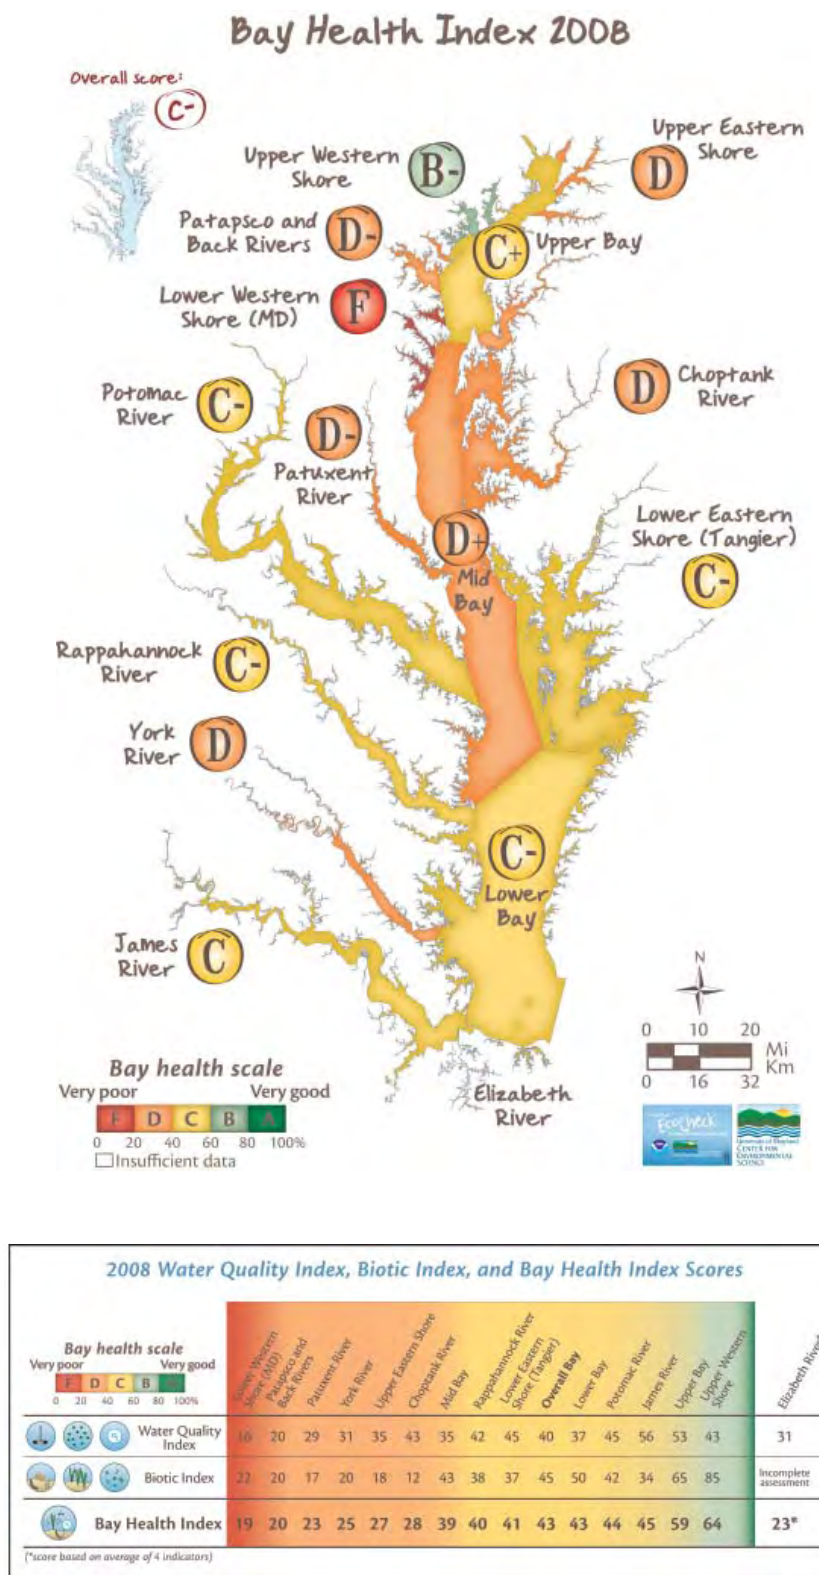 Bay Health Index 2008
Overall score:
C-
Upper Western
Shore
B-
Upper Eastern
Shore
D
Patapsco and
Back Rivers
D-
C+
Upper Bay
Lower Western
Shore (MD)
F
Potomac
River
C-
D-
Patuxent
River
D
Choptank
River
D+
Mid
Bay
Lower Eastern
Shore (Tangier)
C-
Rappahannock
River
C-
York
River
D
C-
Lower
Bay
James
River
C
N
0 10 20
Mi
Km
0 16 32
Elizabeth
River
Bay health scale
Very poor Very good
F D C B A
0 20 40 60 80 100%
Insufficient data
EcoCheck
University of Maryland
CENTER FOR
ENVIRONMENTAL
SCIENCE
2008 Water Quality Index, Biotic Index, and Bay Health Index Scores
Bay health scale
Very poor Very good
F D C B A
0 20 40 60 80 100%
Lower Western
Shore (MD)
Patapsco and
Back Rivers
Patuxent River
York River
Upper Eastern Shore
Choptank River
Mid Bay
Rappahannock River
Lower Eastern
Shore (Tangier)
Overall Bay
Lower Bay
Potomac River
James River
Upper Bay
Upper Western
Shore
Elizabeth River
Water Quality
Index
16 20 29 31 35 43 35 42 45 40 37 45 56 53 43 31
Biotic Index
22 20 17 20 18 12 43 38 37 45 50 42 34 65 85 Incomplete
assessment
Bay Health Index 19 20 23 25 27 28 39 40 41 43 43 44 45 59 64 23*
(*score based on average of 4 indicators)